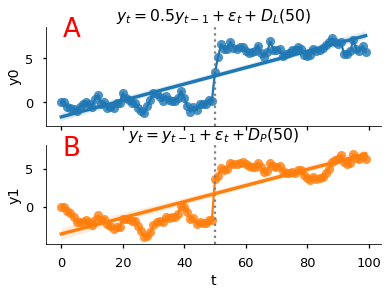 A
y_t = 0.5y_{t-1} + ε_t + D_L(50)
y0
5
0
B
y_t = y_{t-1} + ε_t + D_P(50)
y1
5
0
0 20 40 60 80 100
t